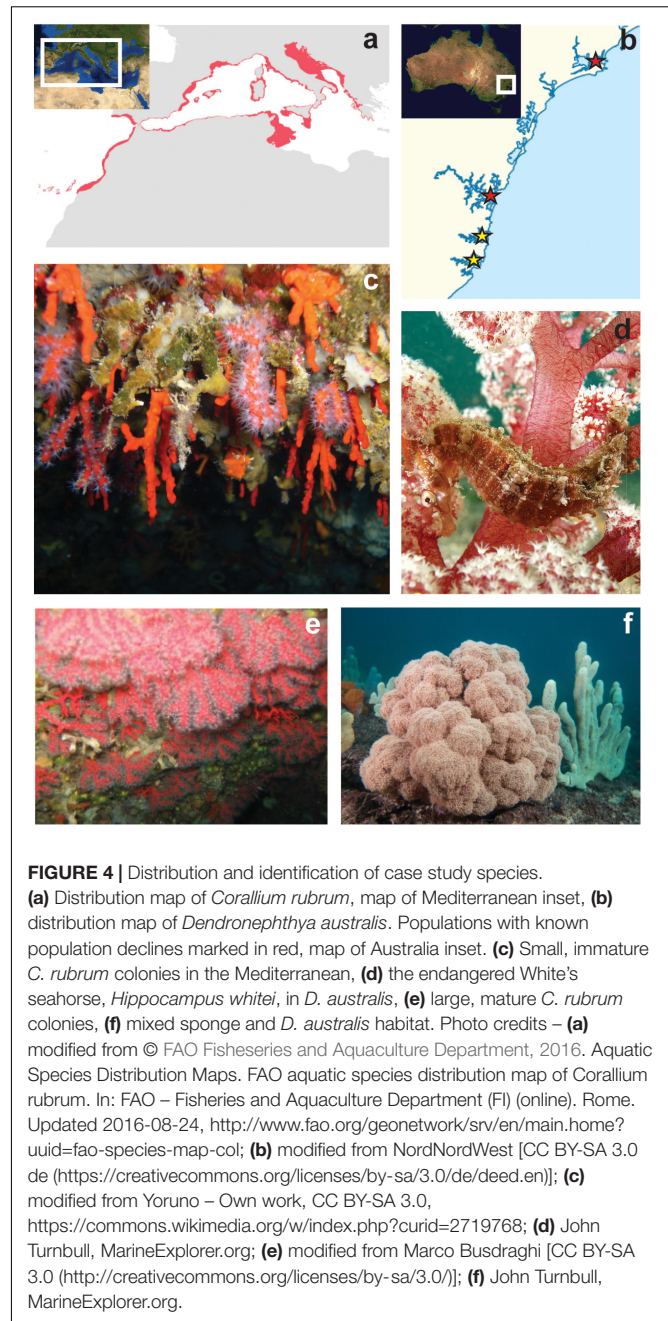 a
b
c
d
e
f
FIGURE 4 | Distribution and identification of case study species.
(a) Distribution map of Corallium rubrum, map of Mediterranean inset, (b)
distribution map of Dendronephthya australis. Populations with known
population declines marked in red, map of Australia inset. (c) Small, immature
C. rubrum colonies in the Mediterranean, (d) the endangered White's
seahorse, Hippocampus whitei, in D. australis, (e) large, mature C. rubrum
colonies, (f) mixed sponge and D. australis habitat. Photo credits – (a)
modified from © FAO Fisheseries and Aquaculture Department, 2016. Aquatic
Species Distribution Maps. FAO aquatic species distribution map of Corallium
rubrum. In: FAO – Fisheries and Aquaculture Department (FI) (online). Rome.
Updated 2016-08-24, http://www.fao.org/geonetwork/srv/en/main.home?
uuid=fao-species-map-col; (b) modified from NordNordWest [CC BY-SA 3.0
de (https://creativecommons.org/licenses/by-sa/3.0/de/deed.en)]; (c)
modified from Yoruno – Own work, CC BY-SA 3.0,
https://commons.wikimedia.org/w/index.php?curid=2719768; (d) John
Turnbull, MarineExplorer.org; (e) modified from Marco Busdraghi [CC BY-SA
3.0 (http://creativecommons.org/licenses/by-sa/3.0/)]; (f) John Turnbull,
MarineExplorer.org.